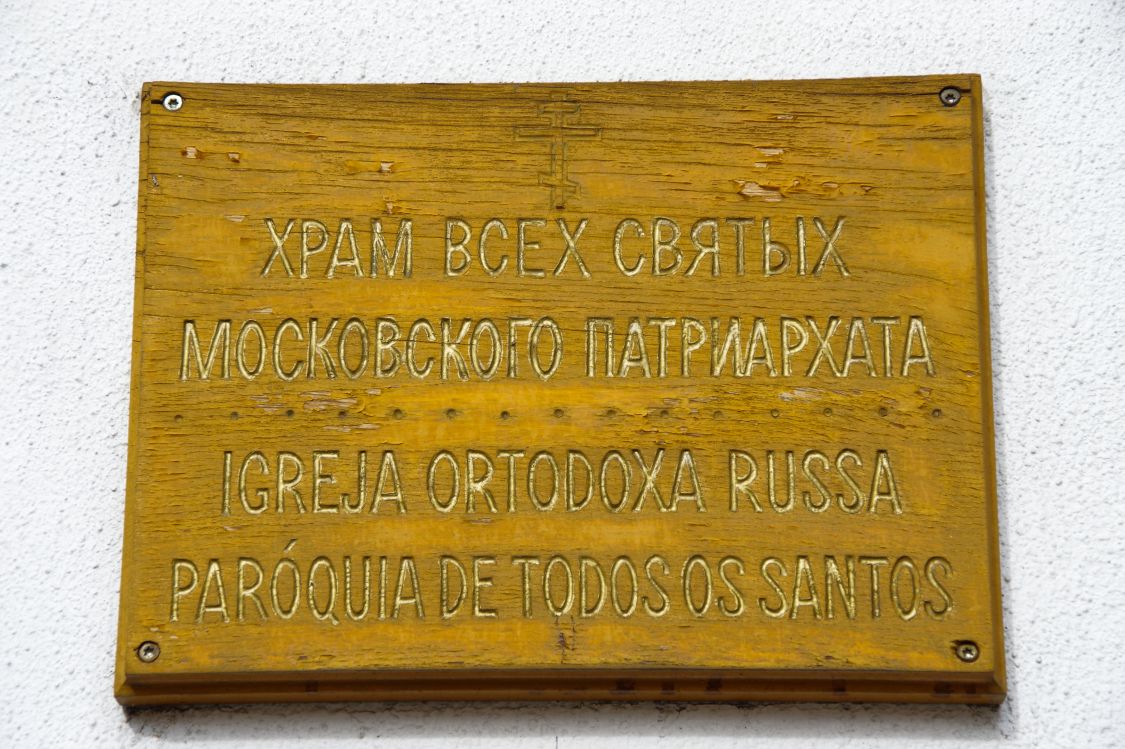 ХРАМ ВСЕХ СВЯТЫХ
МОСКОВСКОГО ПАТРИАРХАТА
IGREJA ORTODOXA RUSSA
PARÓQUIA DE TODOS OS SANTOS